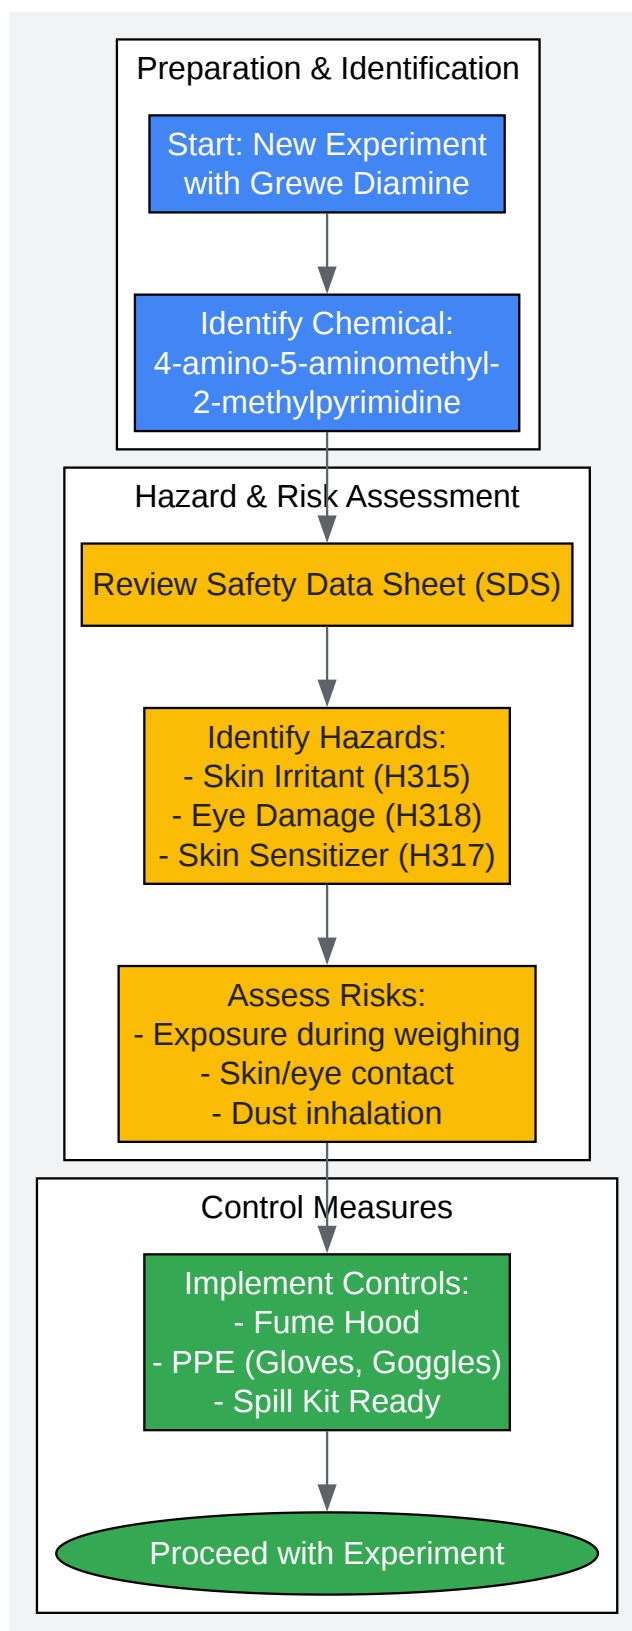 Preparation & Identification
Start: New Experiment
with Grewe Diamine
Identify Chemical:
4-amino-5-aminomethyl-
2-methylpyrimidine
Hazard & Risk Assessment
Review Safety Data Sheet (SDS)
Identify Hazards:
- Skin Irritant (H315)
- Eye Damage (H318)
- Skin Sensitizer (H317)
Assess Risks:
- Exposure during weighing
- Skin/eye contact
- Dust inhalation
Control Measures
Implement Controls:
- Fume Hood
- PPE (Gloves, Goggles)
- Spill Kit Ready
Proceed with Experiment